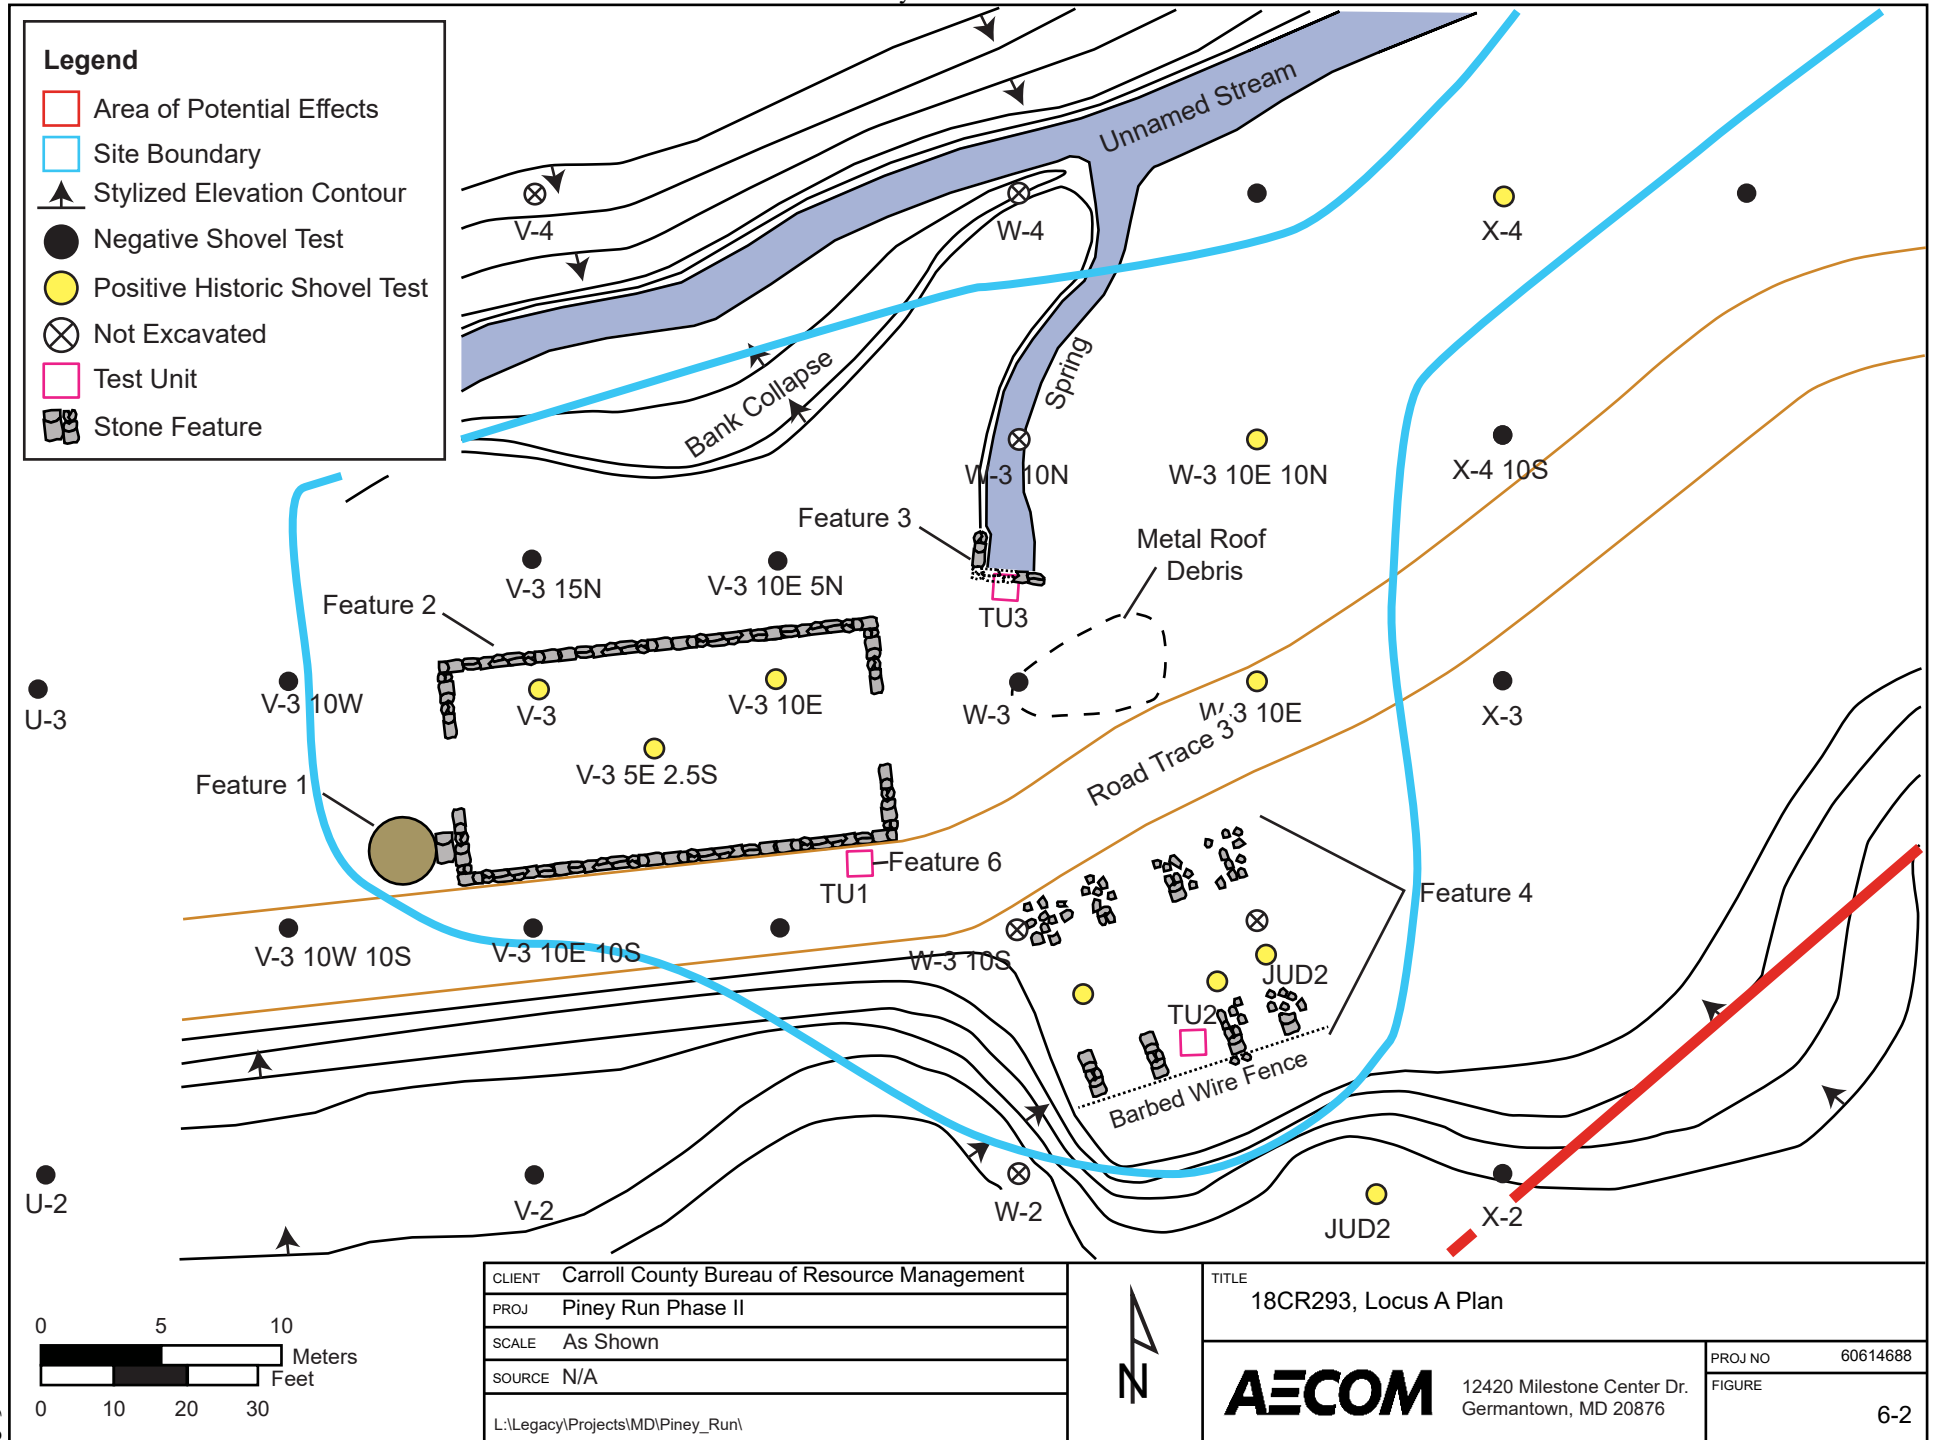 Legend
Area of Potential Effects
Site Boundary
Stylized Elevation Contour
Negative Shovel Test
Positive Historic Shovel Test
Not Excavated
Test Unit
Stone Feature
Unnamed Stream
V-4
W-4
X-4
Bank Collapse
Spring
W-3 10N
W-3 10E 10N
X-4 10S
Feature 3
Metal Roof
Debris
V-3 15N
V-3 10E 5N
Feature 2
TU3
U-3
V-3 10W
V-3
V-3 10E
W-3
W-3 10E
X-3
Road Trace 3
V-3 5E 2.5S
Feature 1
Feature 6
TU1
Feature 4
V-3 10W 10S
V-3 10E 10S
W-3 10S
JUD2
TU2
Barbed Wire Fence
U-2
V-2
W-2
JUD2
X-2
0 5 10
Meters
Feet
0 10 20 30
CLIENT Carroll County Bureau of Resource Management
PROJ Piney Run Phase II
SCALE As Shown
SOURCE N/A
L:\Legacy\Projects\MD\Piney_Run\
N
TITLE
18CR293, Locus A Plan
AECOM
12420 Milestone Center Dr.
Germantown, MD 20876
PROJ NO 60614688
FIGURE
6-2